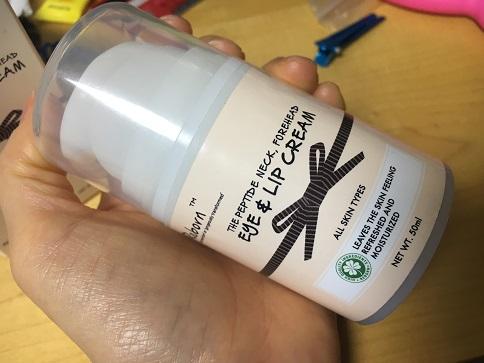 THE PEPTIDE NECK, FOREHEAD
EYE & LIP CREAM
ALL SKIN TYPES
LEAVES THE SKIN FEELING
REFRESHED AND
MOISTURIZED
NET WT. 50ml